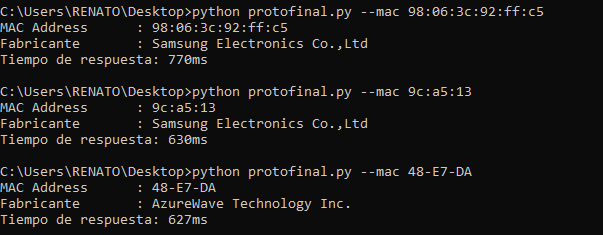 C:\Users\RENATO\Desktop>python protofinal.py --mac 98:06:3c:92:ff:c5
MAC Address     : 98:06:3c:92:ff:c5
Fabricante      : Samsung Electronics Co.,Ltd
Tiempo de respuesta: 770ms
C:\Users\RENATO\Desktop>python protofinal.py --mac 9c:a5:13
MAC Address     : 9c:a5:13
Fabricante      : Samsung Electronics Co.,Ltd
Tiempo de respuesta: 630ms
C:\Users\RENATO\Desktop>python protofinal.py --mac 48-E7-DA
MAC Address     : 48-E7-DA
Fabricante      : AzureWave Technology Inc.
Tiempo de respuesta: 627ms